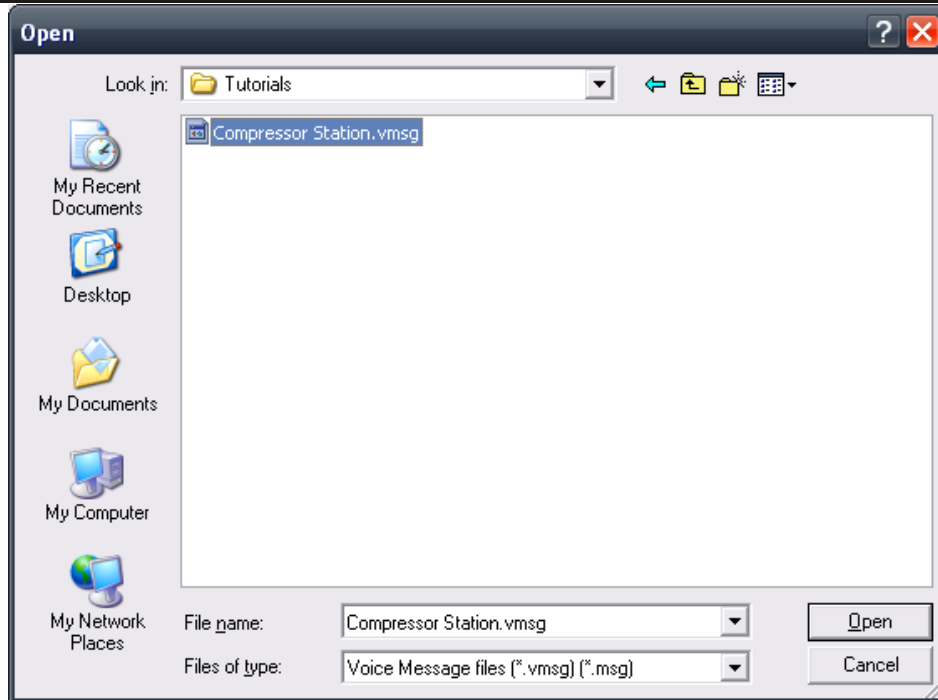 Open
Look in:
Tutorials
Compressor Station.vmsg
My Recent
Documents
Desktop
My Documents
My Computer
My Network
Places
File name:
Compressor Station.vmsg
Open
Files of type:
Voice Message files (*.vmsg) (*.msg)
Cancel